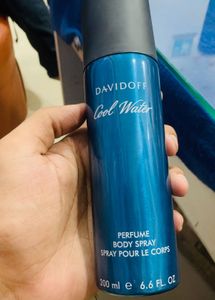 DAVIDOFF
Cool Water
PERFUME
BODY SPRAY
SPRAY POUR LE CORPS
200 ml e 6.6 FL. OZ